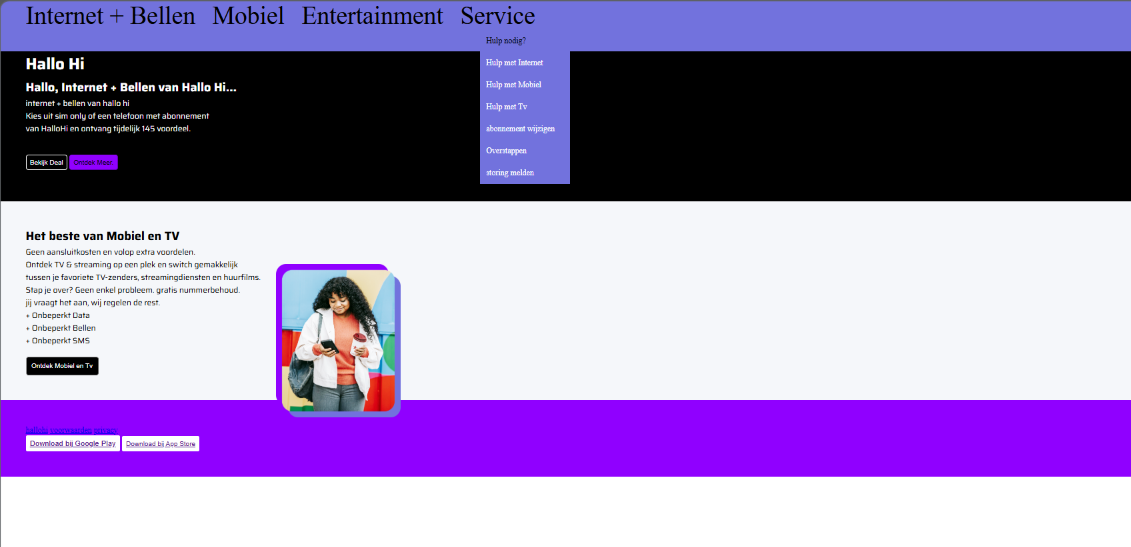 Internet + Bellen Mobiel Entertainment Service
Hulp nodig?
Hulp met Internet
Hulp met Mobiel
Hulp met Tv
abonnement wijzigen
Overstappen
storing melden
Hallo Hi
Hallo, Internet + Bellen van Hallo Hi...
internet + bellen van hallo hi
Kies uit sim only of een telefoon met abonnement
van HalloHi en ontvang tijdelijk 145 voordeel.
Bekijk Deal Ontdek Meer.
Het beste van Mobiel en TV
Geen aansluitkosten en volop extra voordelen.
Ontdek TV & streaming op een plek en switch gemakkelijk
tussen je favoriete TV-zenders, streamingdiensten en huurfilms.
Stap je over? Geen enkel probleem. gratis nummerbehoud.
jij vraagt het aan, wij regelen de rest.
+ Onbeperkt Data
+ Onbeperkt Bellen
+ Onbeperkt SMS
Ontdek Mobiel en Tv
voorwaarden privacy
Download bij Google Play Download bij App Store